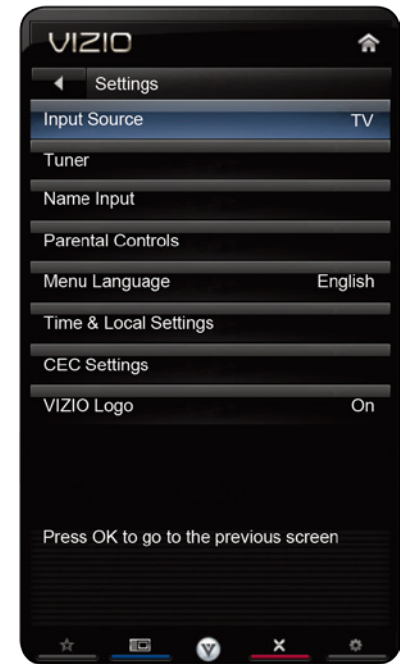 VIZIO
Settings
Input Source TV
Tuner
Name Input
Parental Controls
Menu Language English
Time & Local Settings
CEC Settings
VIZIO Logo On
Press OK to go to the previous screen
V